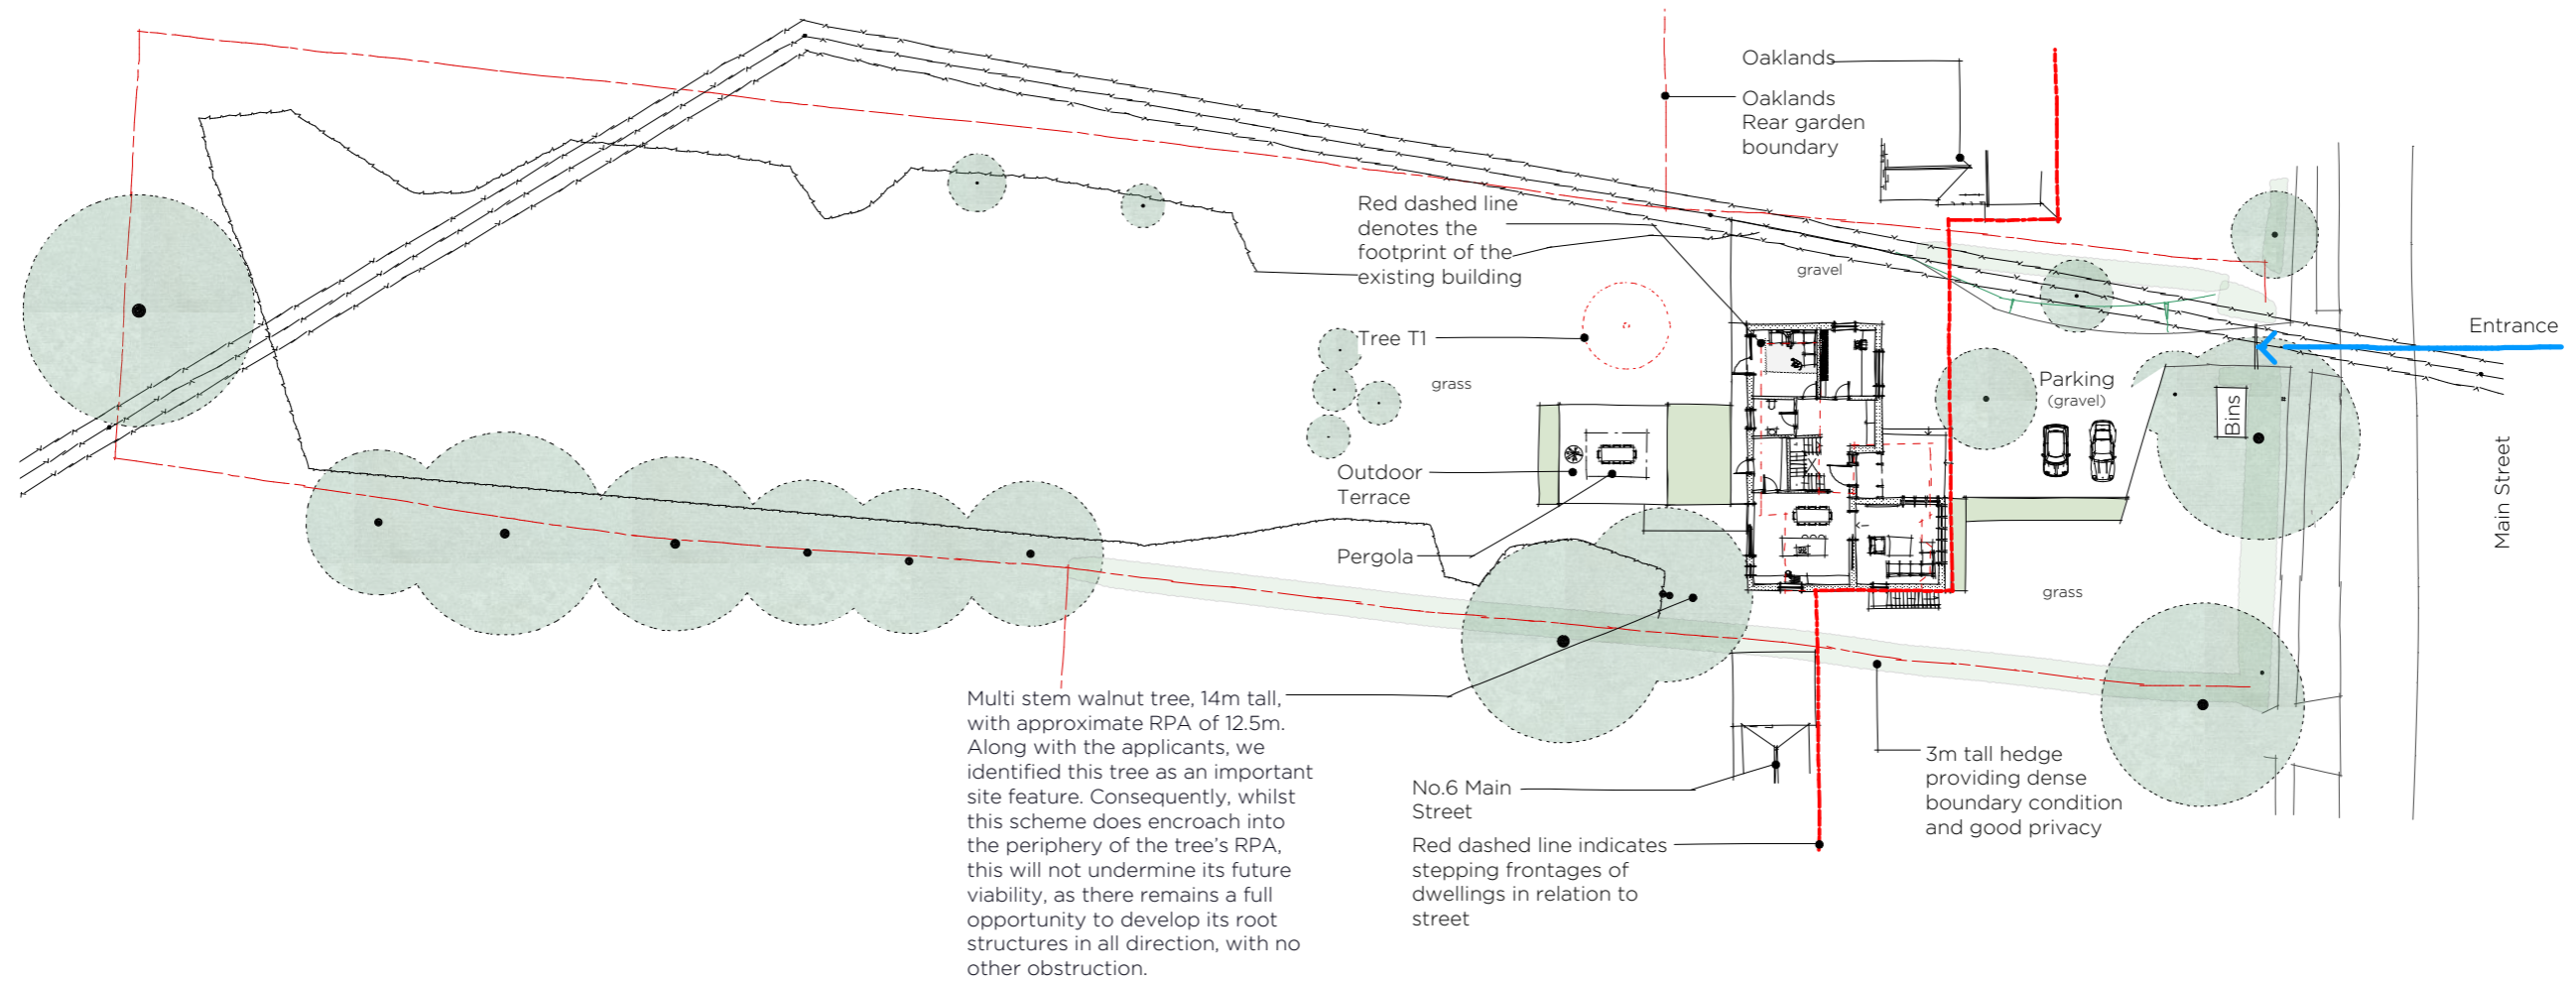 Oaklands
Oaklands
Rear garden
boundary
Red dashed line
denotes the
footprint of the
existing building
gravel
Entrance
Tree T1
grass
Parking
(gravel)
Bins
Main Street
Outdoor
Terrace
Pergola
grass
Multi stem walnut tree, 14m tall,
with approximate RPA of 12.5m.
Along with the applicants, we
identified this tree as an important
site feature. Consequently, whilst
this scheme does encroach into
the periphery of the tree's RPA,
this will not undermine its future
viability, as there remains a full
opportunity to develop its root
structures in all direction, with no
other obstruction.
No.6 Main
Street
Red dashed line indicates
stepping frontages of
dwellings in relation to
street
3m tall hedge
providing dense
boundary condition
and good privacy